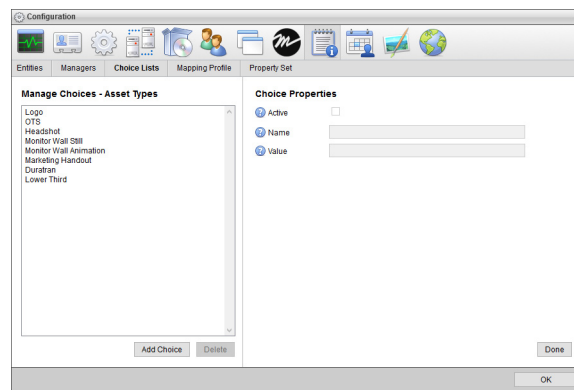 Configuration
Entities Managers Choice Lists Mapping Profile Property Set
Manage Choices - Asset Types
Logo
OTS
Headshot
Monitor Wall Still
Monitor Wall Animation
Marketing Handout
Duratran
Lower Third
Add Choice Delete
Choice Properties
Active
Name
Value
Done
OK